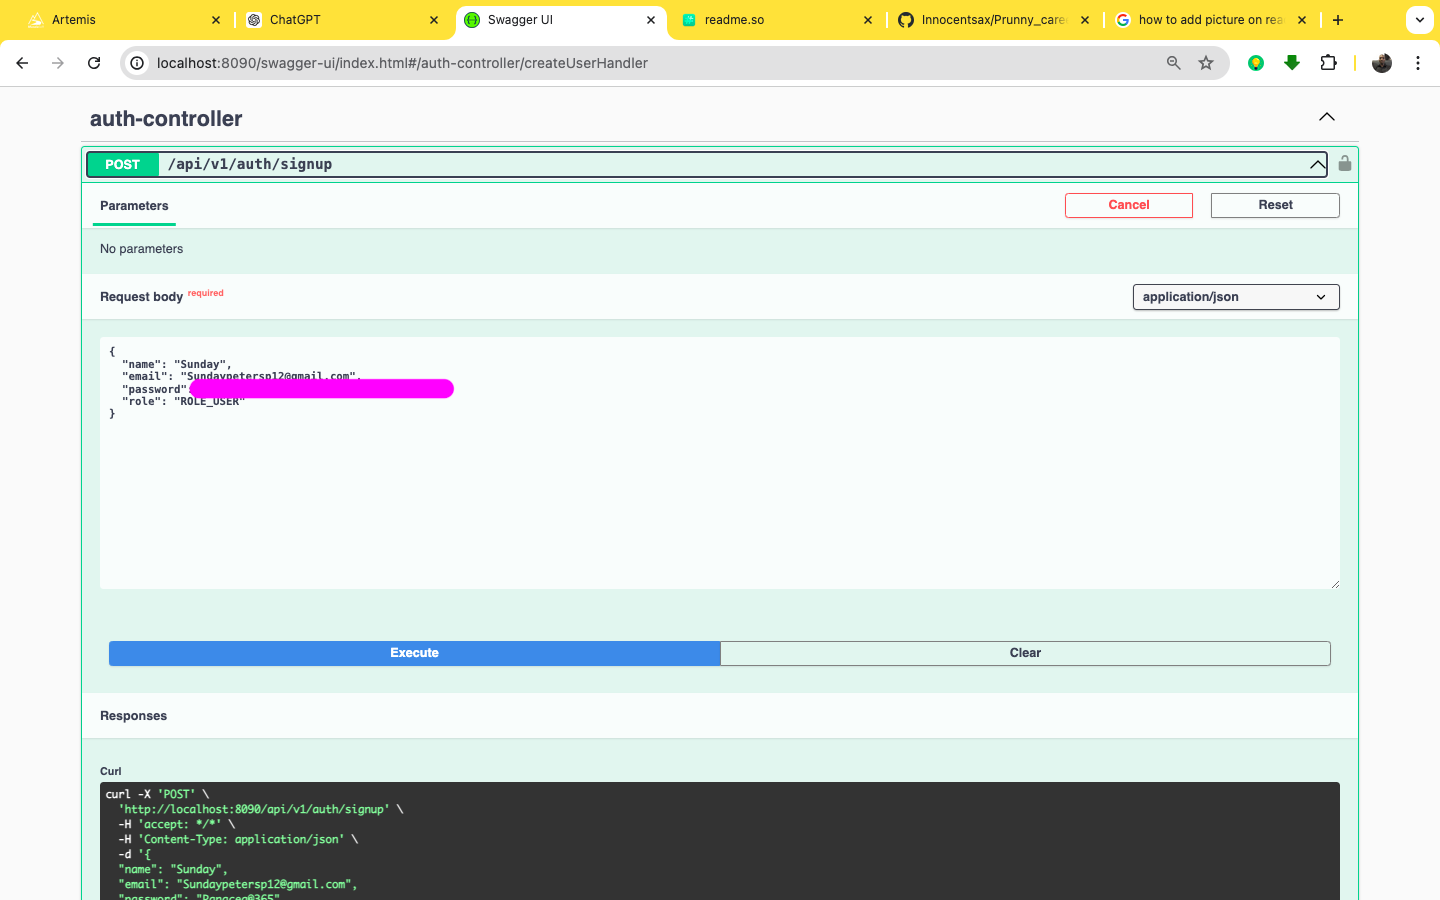 Artemis
ChatGPT
Swagger UI
readme.so
Innocentsax/Prunny_care
how to add picture on rea
localhost:8090/swagger-ui/index.html#/auth-controller/createUserHandler
auth-controller
POST /api/v1/auth/signup
Parameters
Cancel
Reset
No parameters
Request body required
application/json
{
"name": "Sunday",
"email": "Sundaypetersp12@gmail.com",
"password":
"role": "ROLE_USER"
}
Execute
Clear
Responses
Curl
curl -X 'POST' \
'http://localhost:8090/api/v1/auth/signup' \
-H 'accept: */*' \
-H 'Content-Type: application/json' \
-d '{
"name": "Sunday",
"email": "Sundaypetersp12@gmail.com",
"password":